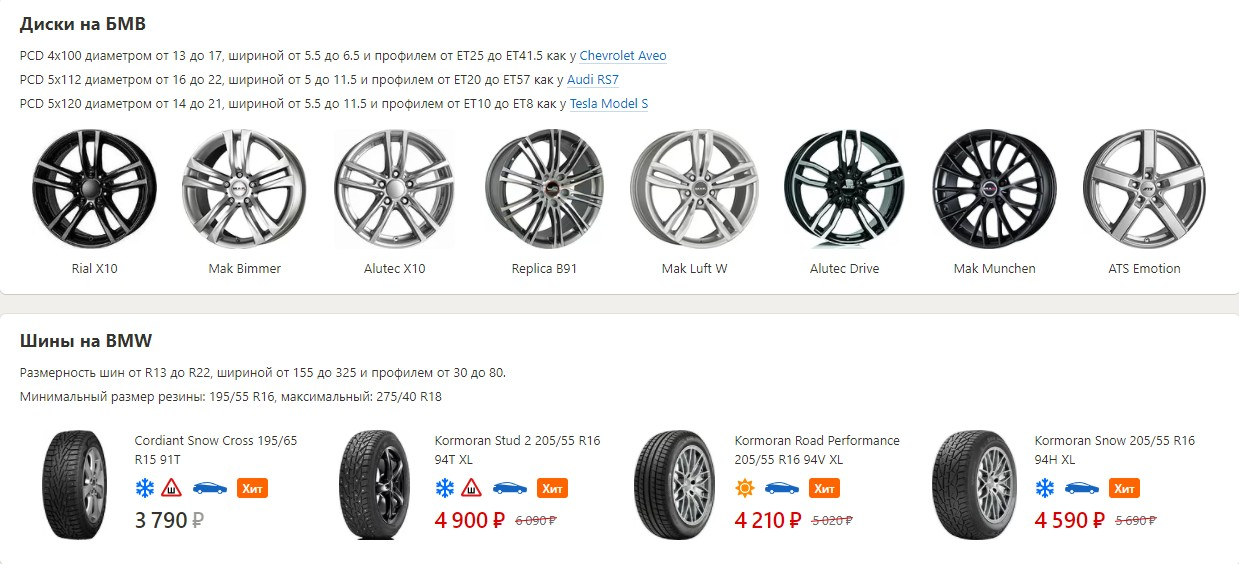 Диски на БМВ
PCD 4x100 диаметром от 13 до 17, шириной от 5.5 до 6.5 и профилем от ET25 до ET41.5 как у Chevrolet Aveo
PCD 5x112 диаметром от 16 до 22, шириной от 5 до 11.5 и профилем от ET20 до ET57 как у Audi RS7
PCD 5x120 диаметром от 14 до 21, шириной от 5.5 до 11.5 и профилем от ET10 до ET8 как у Tesla Model S
Rial X10
Mak Bimmer
Alutec X10
Replica B91
Mak Luft W
Alutec Drive
Mak Munchen
ATS Emotion
Шины на BMW
Размерность шин от R13 до R22, шириной от 155 до 325 и профилем от 30 до 80.
Минимальный размер резины: 195/55 R16, максимальный: 275/40 R18
Cordiant Snow Cross 195/65
R15 91T
Ш
Хит
3 790 ₽
Kormoran Stud 2 205/55 R16
94T XL
Ш
Хит
4 900 ₽ 6 090 ₽
Kormoran Road Performance
205/55 R16 94V XL
Хит
4 210 ₽ 5 020 ₽
Kormoran Snow 205/55 R16
94H XL
Хит
4 590 ₽ 5 690 ₽